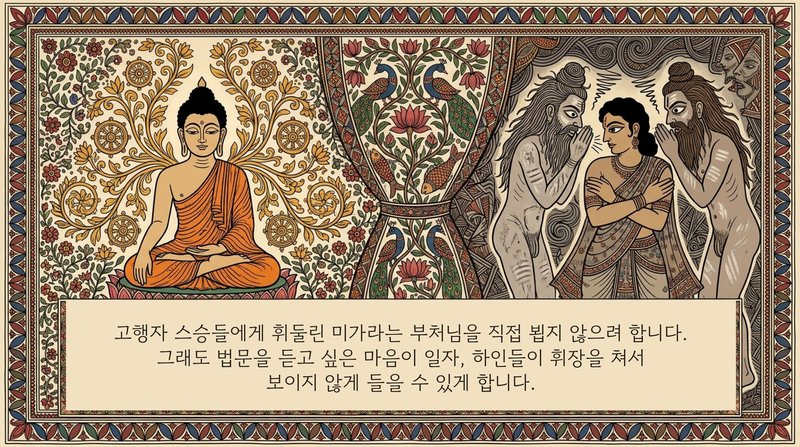 고행자 스승들에게 휘둘린 미가라는 부처님을 직접 뵙지 않으려 합니다.
그래도 법문을 듣고 싶은 마음이 일자, 하인들이 휘장을 쳐서
보이지 않게 들을 수 있게 합니다.